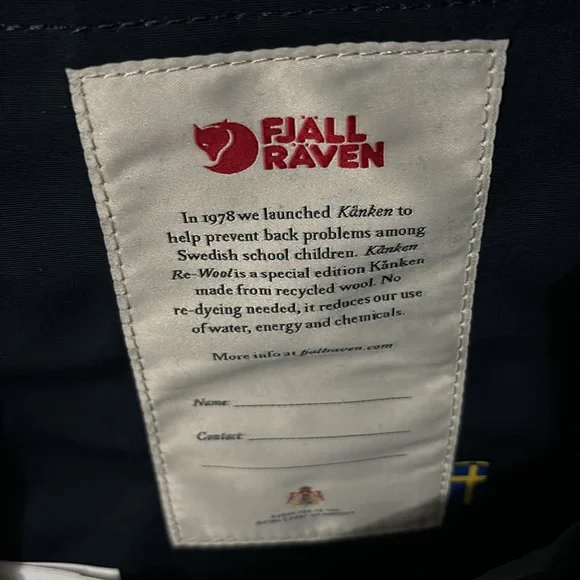 FJÄLL
RÄVEN
In 1978 we launched Kånken to
help prevent back problems among
Swedish school children. Kånken
Re-Wool is a special edition Kånken
made from recycled wool. No
re-dyeing needed, it reduces our use
of water, energy and chemicals.
More info at fjallraven.com
Name:
Contact: